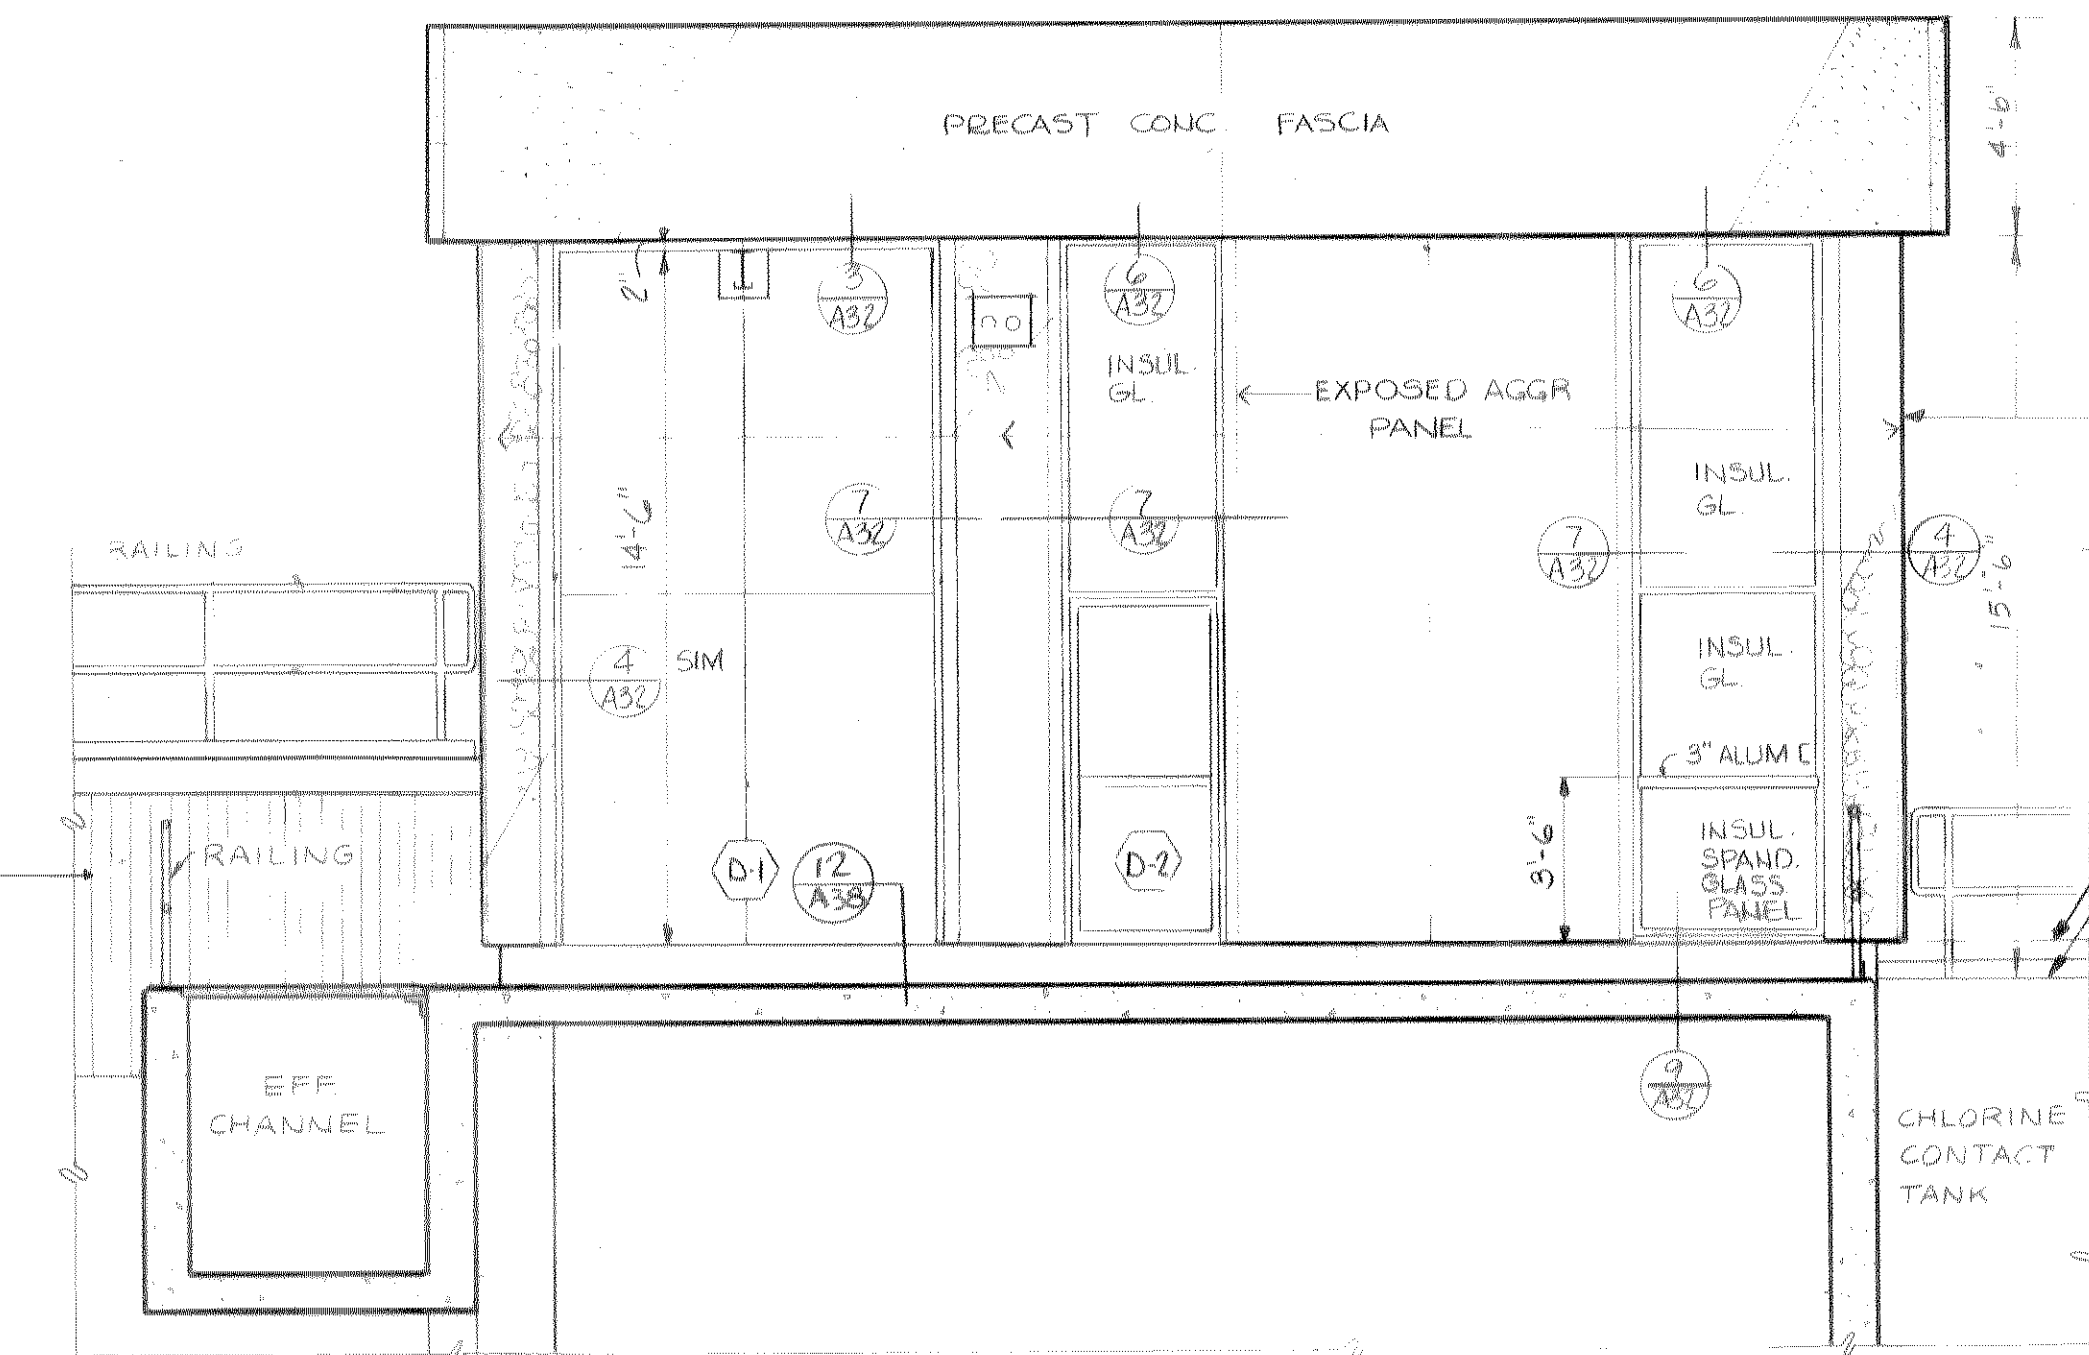 PRECAST CONC. FASCIA
4'-6"
2"
3
A32
6
A32
6
A32
INSUL.
GL.
EXPOSED AGGR
PANEL
INSUL.
GL.
14'-6"
7
A32
7
A32
7
A32
4
A32
15'-6"
RAILING
4
A32
SIM
INSUL.
GL.
3" ALUM [
3'-6"
RAILING
D-1
12
A38
D-2
INSUL.
SPAND.
GLASS
PANEL
9
A32
EFF.
CHANNEL
CHLORINE
CONTACT
TANK